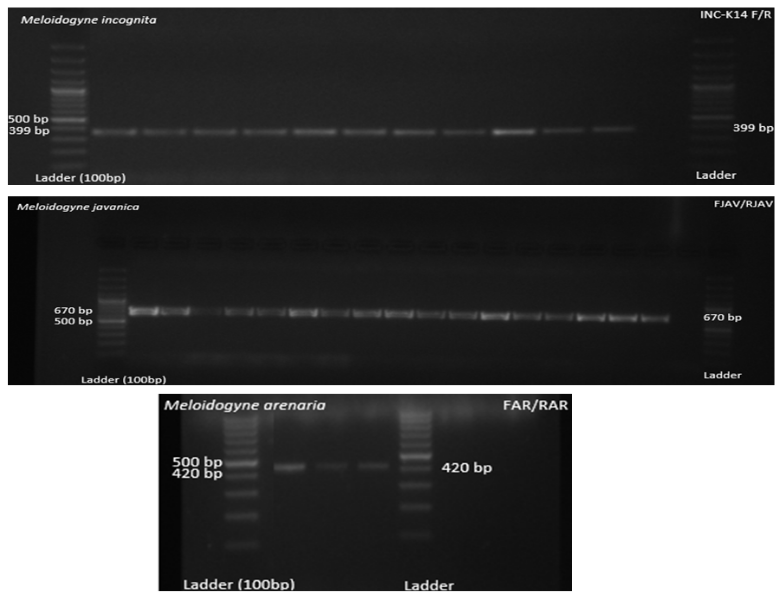 Meloidogyne incognita
INC-K14 F/R
500 bp
399 bp
399 bp
Ladder (100bp)
Ladder
Meloidogyne javanica
FJAV/RJAV
670 bp
500 bp
670 bp
Ladder (100bp)
Ladder
Meloidogyne arenaria
FAR/RAR
500 bp
420 bp
420 bp
Ladder (100bp)
Ladder